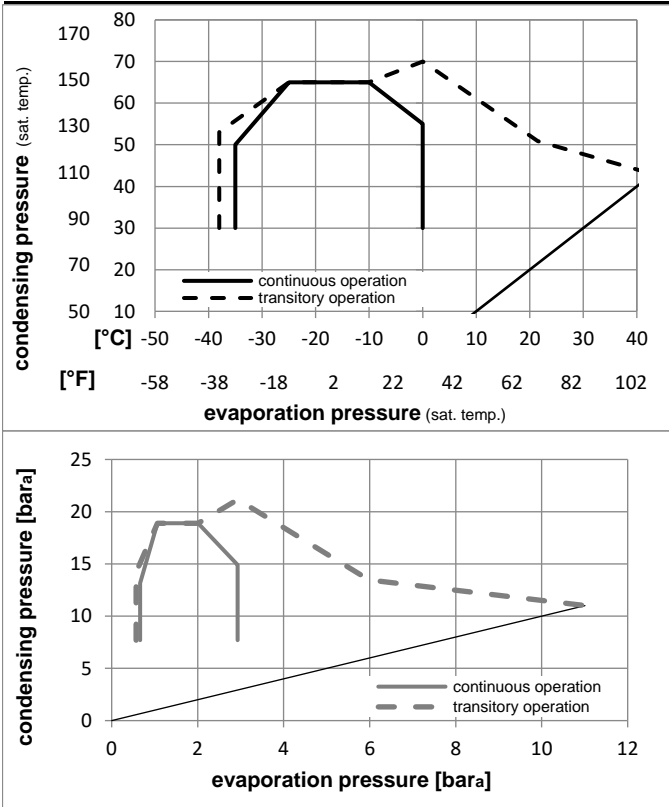 condensing pressure (sat. temp.)
170 80
70
150 60
130 50
110 40
90 30
70 20
50 10
continuous operation
transitory operation
[°C] -50 -40 -30 -20 -10 0 10 20 30 40
[°F] -58 -38 -18 2 22 42 62 82 102
evaporation pressure (sat. temp.)
condensing pressure [bara]
25
20
15
10
5
0
continuous operation
transitory operation
0 2 4 6 8 10 12
evaporation pressure [bara]